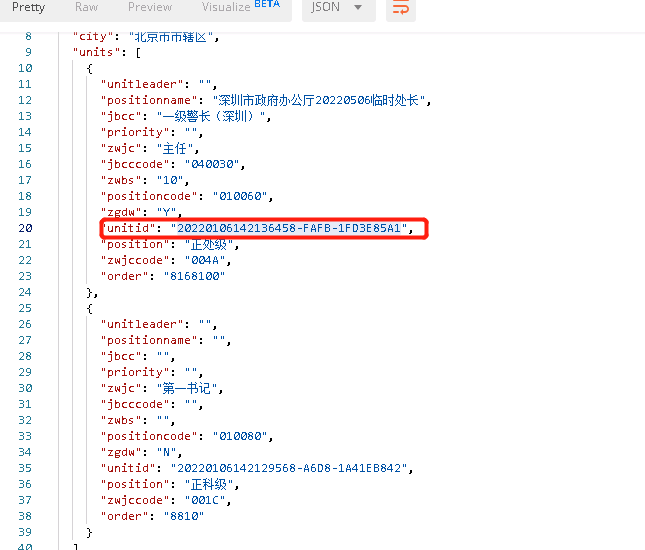 Pretty Raw Preview Visualize BETA JSON
8 "city": "北京市市辖区",
9 "units": [
10 {
11 "unitleader": "",
12 "positionname": "深圳市政府办公厅20220506临时处长",
13 "jbcc": "一级警长（深圳）",
14 "priority": "",
15 "zwjc": "主任",
16 "jbcccode": "040030",
17 "zwbs": "10",
18 "positioncode": "010060",
19 "zgdw": "Y",
20 "unitid": "20220106142136458-FAFB-1FD3E85A1",
21 "position": "正处级",
22 "zwjccode": "004A",
23 "order": "8168100"
24 },
25 {
26 "unitleader": "",
27 "positionname": "",
28 "jbcc": "",
29 "priority": "",
30 "zwjc": "第一书记",
31 "jbcccode": "",
32 "zwbs": "",
33 "positioncode": "010080",
34 "zgdw": "N",
35 "unitid": "20220106142129568-A6D8-1A41EB842",
36 "position": "正科级",
37 "zwjccode": "001C",
38 "order": "8810"
39 }
40 ]